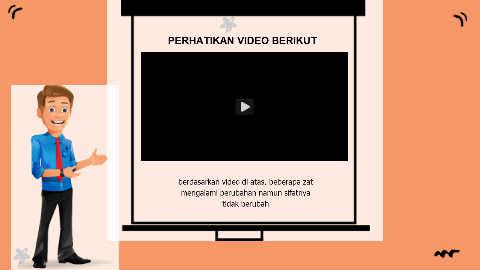 PERHATIKAN VIDEO BERIKUT
berdasarkan video di atas, beberapa zat
mengalami perubahan namun sifatnya
tidak berubah